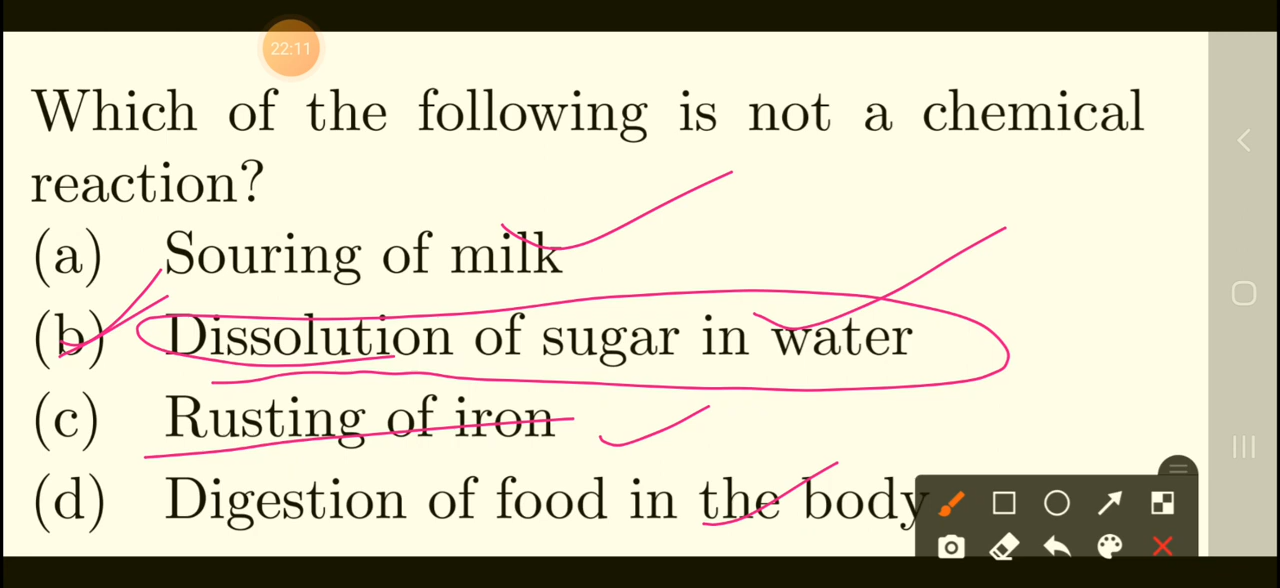 22:11
Which of the following is not a chemical
reaction?
(a) Souring of milk
(b) Dissolution of sugar in water
(c) Rusting of iron
(d) Digestion of food in the body